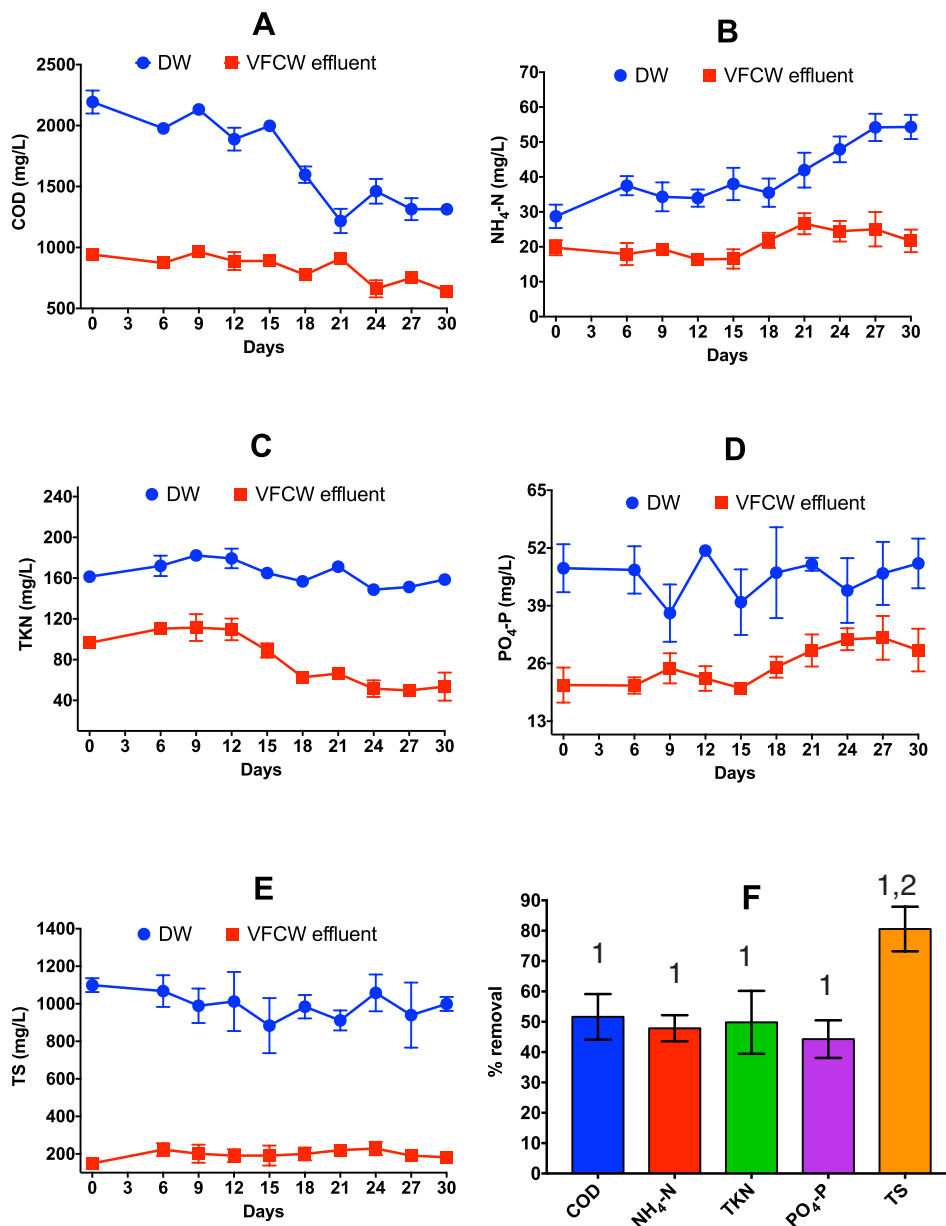 A
DW VFCW effluent
COD (mg/L)
2500
2000
1500
1000
500
0 3 6 9 12 15 18 21 24 27 30
Days
B
DW VFCW effluent
NH4-N (mg/L)
70
60
50
40
30
20
10
0
0 3 6 9 12 15 18 21 24 27 30
Days
C
DW VFCW effluent
TKN (mg/L)
240
200
160
120
80
40
0 3 6 9 12 15 18 21 24 27 30
Days
D
DW VFCW effluent
PO4-P (mg/L)
65
52
39
26
13
0 3 6 9 12 15 18 21 24 27 30
Days
E
DW VFCW effluent
TS (mg/L)
1400
1200
1000
800
600
400
200
0 3 6 9 12 15 18 21 24 27 30
Days
F
% removal
90
80
70
60
50
40
30
20
10
0
1 1 1 1 1,2
COD NH4-N TKN PO4-P TS